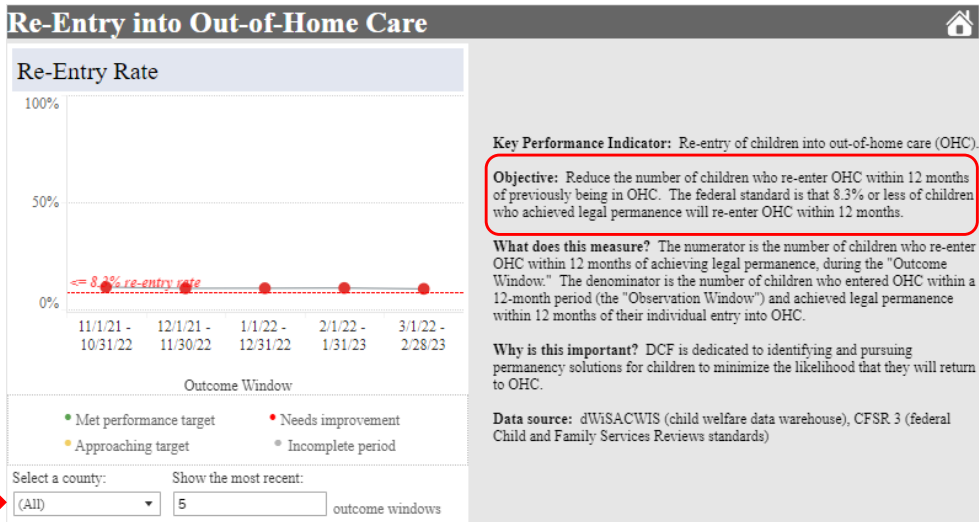 Re-Entry into Out-of-Home Care
Re-Entry Rate
100%
50%
<= 8.3% re-entry rate
0%
11/1/21 - 10/31/22
12/1/21 - 11/30/22
1/1/22 - 12/31/22
2/1/22 - 1/31/23
3/1/22 - 2/28/23
Outcome Window
Met performance target
Needs improvement
Approaching target
Incomplete period
Select a county:
Show the most recent:
(All)
5
outcome windows
Key Performance Indicator: Re-entry of children into out-of-home care (OHC).
Objective: Reduce the number of children who re-enter OHC within 12 months
of previously being in OHC. The federal standard is that 8.3% or less of children
who achieved legal permanence will re-enter OHC within 12 months.
What does this measure? The numerator is the number of children who re-enter
OHC within 12 months of achieving legal permanence, during the "Outcome
Window." The denominator is the number of children who entered OHC within a
12-month period (the "Observation Window") and achieved legal permanence
within 12 months of their individual entry into OHC.
Why is this important? DCF is dedicated to identifying and pursuing
permanency solutions for children to minimize the likelihood that they will return
to OHC.
Data source: dWiSACWIS (child welfare data warehouse), CFSR 3 (federal
Child and Family Services Reviews standards)